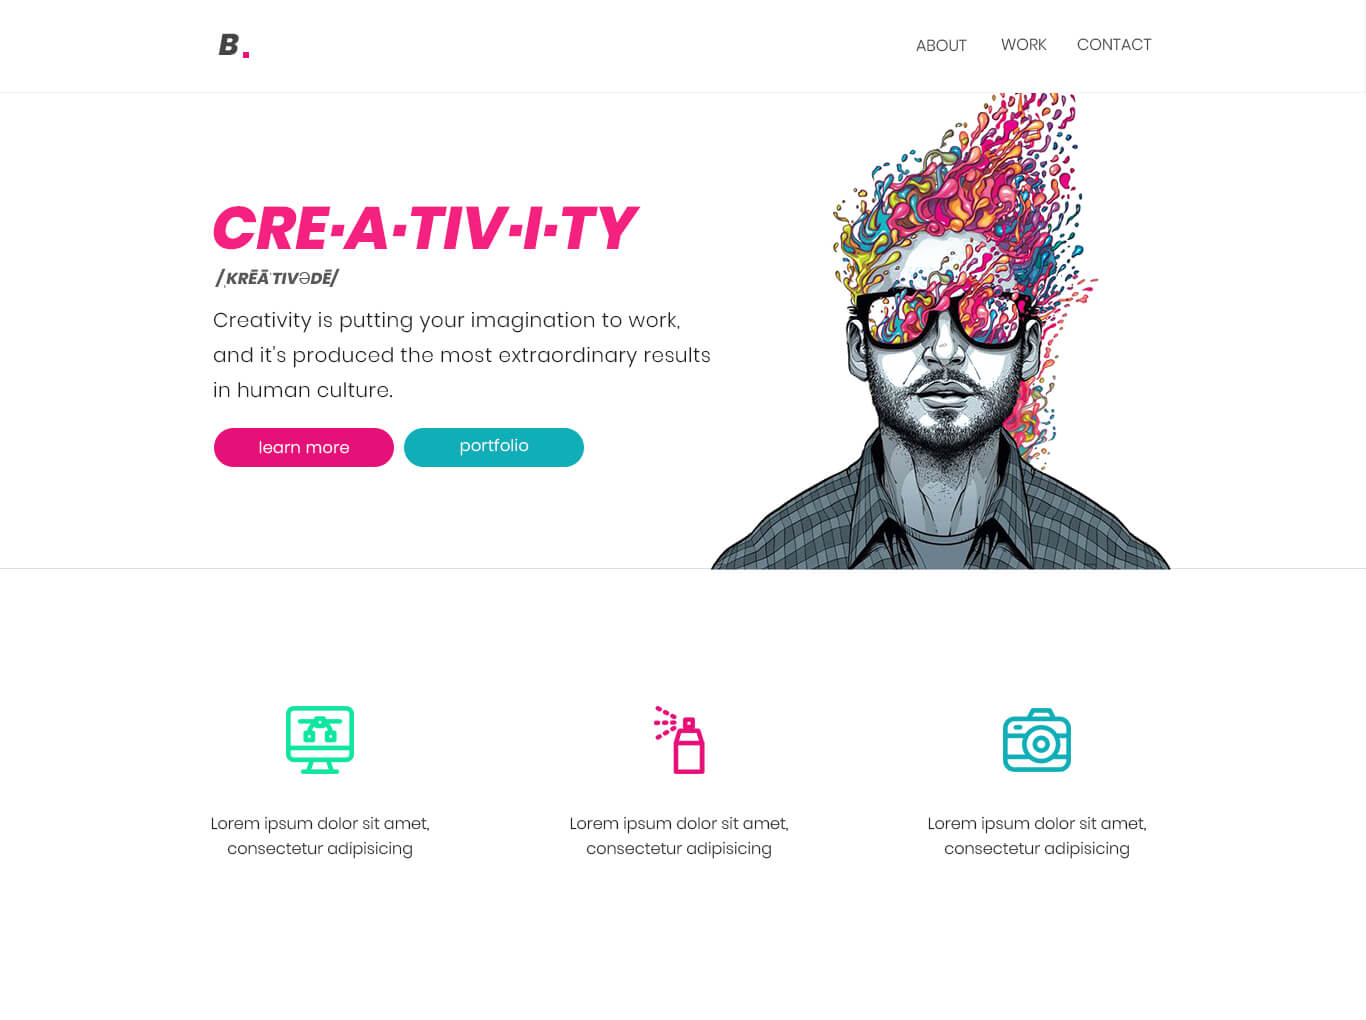 B.
ABOUT WORK CONTACT
CRE·A·TIV·I·TY
/ˌKRĒĀˈTIVƏDĒ/
Creativity is putting your imagination to work,
and it's produced the most extraordinary results
in human culture.
learn more portfolio
Lorem ipsum dolor sit amet,
consectetur adipisicing
Lorem ipsum dolor sit amet,
consectetur adipisicing
Lorem ipsum dolor sit amet,
consectetur adipisicing